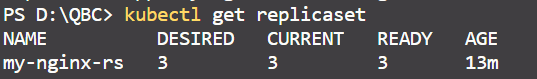 PS D:\QBC> kubectl get replicaset
NAME DESIRED CURRENT READY AGE
my-nginx-rs 3 3 3 13m